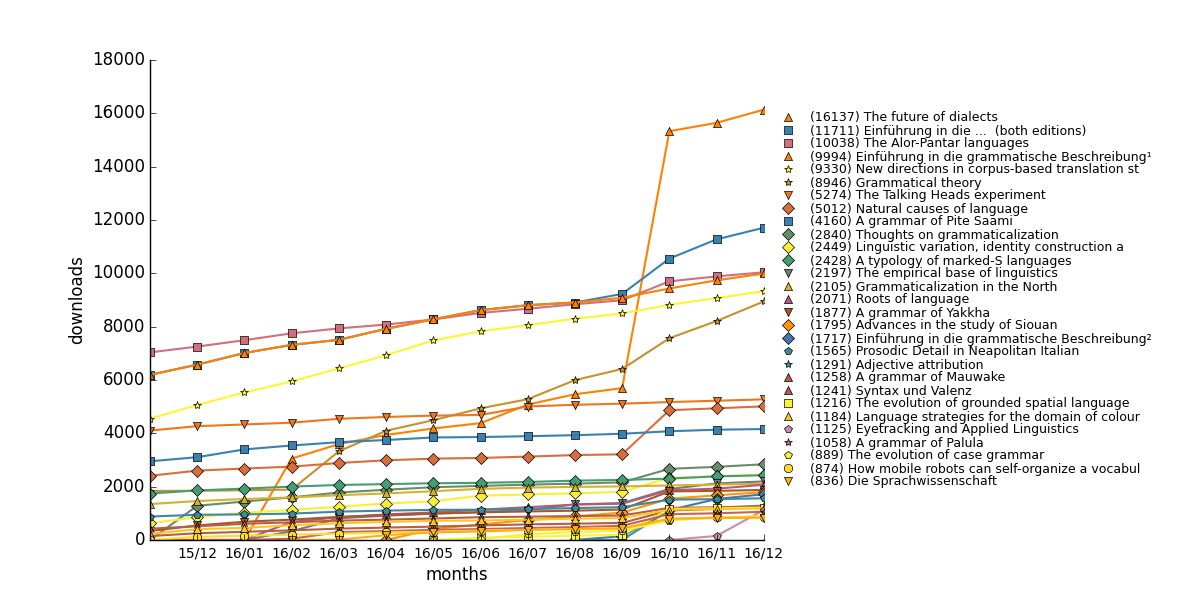 18000
16000
14000
12000
10000
8000
6000
4000
2000
0
downloads
15/12 16/01 16/02 16/03 16/04 16/05 16/06 16/07 16/08 16/09 16/10 16/11 16/12
months
(16137) The future of dialects
(11711) Einführung in die ... (both editions)
(10038) The Alor-Pantar languages
(9994) Einführung in die grammatische Beschreibung¹
(9330) New directions in corpus-based translation st
(8946) Grammatical theory
(5274) The Talking Heads experiment
(5012) Natural causes of language
(4160) A grammar of Pite Saami
(2840) Thoughts on grammaticalization
(2449) Linguistic variation, identity construction a
(2428) A typology of marked-S languages
(2197) The empirical base of linguistics
(2105) Grammaticalization in the North
(2071) Roots of language
(1877) A grammar of Yakkha
(1795) Advances in the study of Siouan
(1717) Einführung in die grammatische Beschreibung²
(1565) Prosodic Detail in Neapolitan Italian
(1291) Adjective attribution
(1258) A grammar of Mauwake
(1241) Syntax und Valenz
(1216) The evolution of grounded spatial language
(1184) Language strategies for the domain of colour
(1125) Eyetracking and Applied Linguistics
(1058) A grammar of Palula
(889) The evolution of case grammar
(874) How mobile robots can self-organize a vocabul
(836) Die Sprachwissenschaft